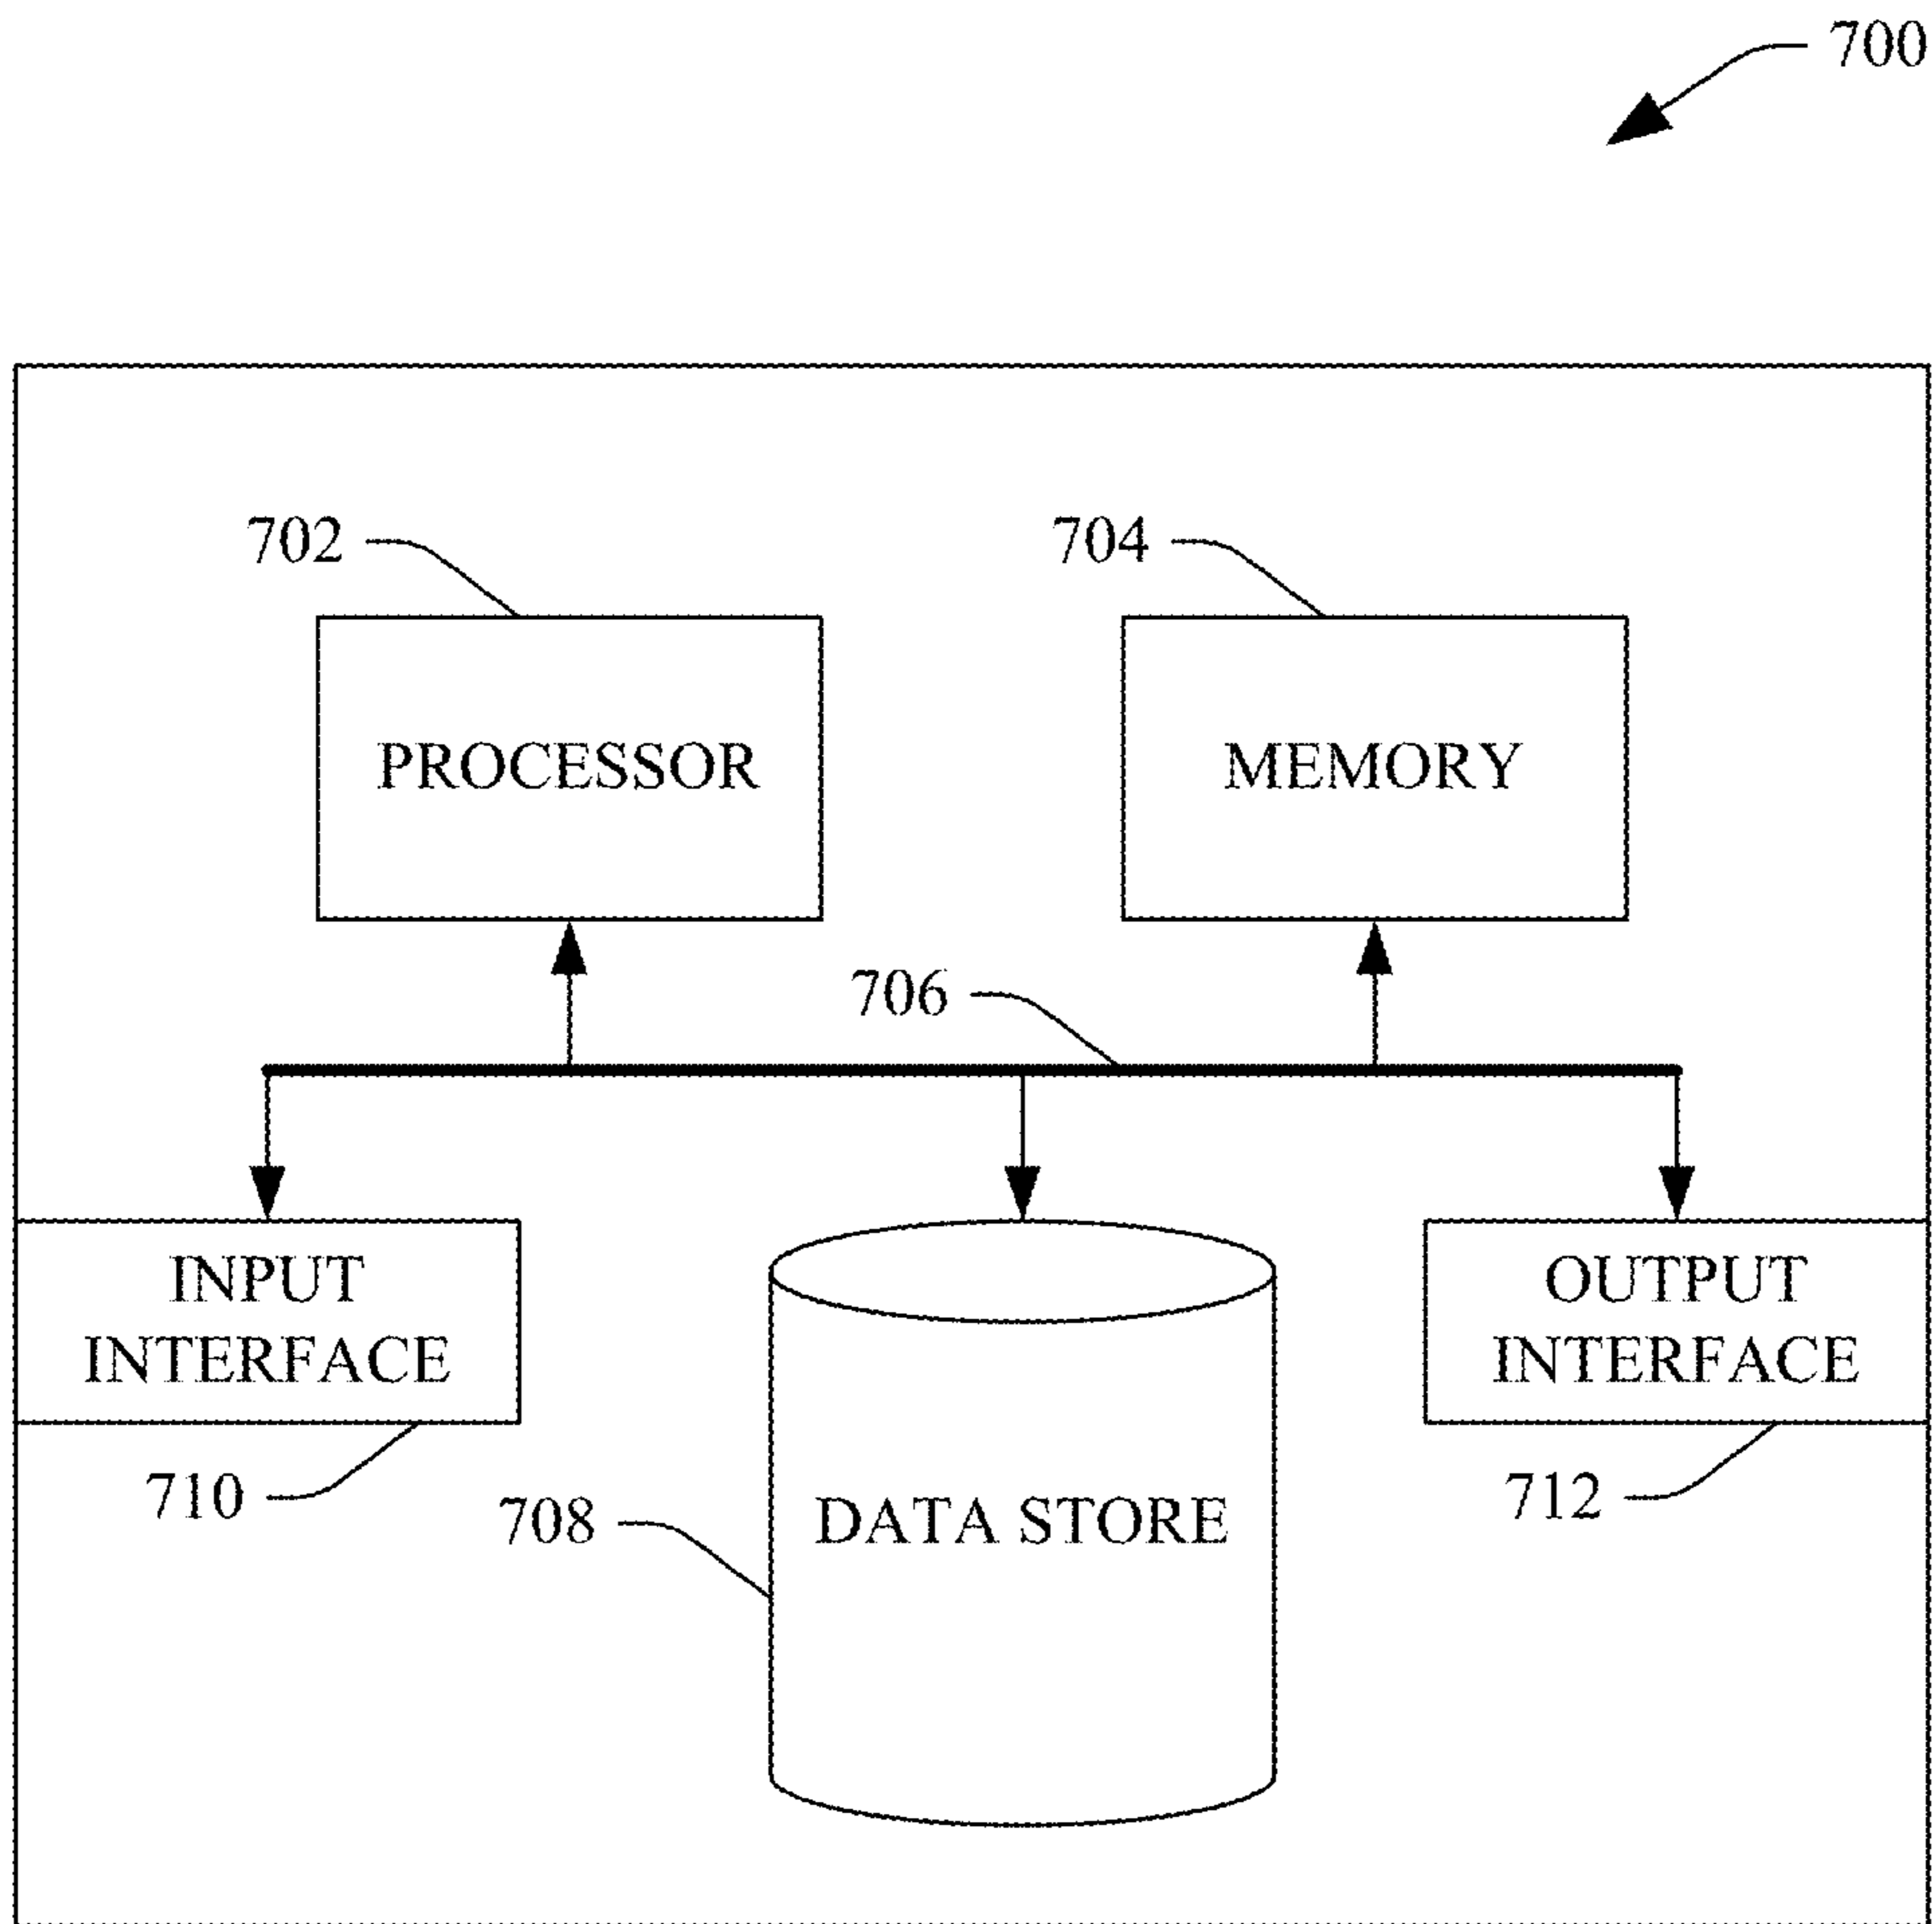 700
702
704
PROCESSOR
MEMORY
706
INPUT
INTERFACE
OUTPUT
INTERFACE
710
708
DATA STORE
712